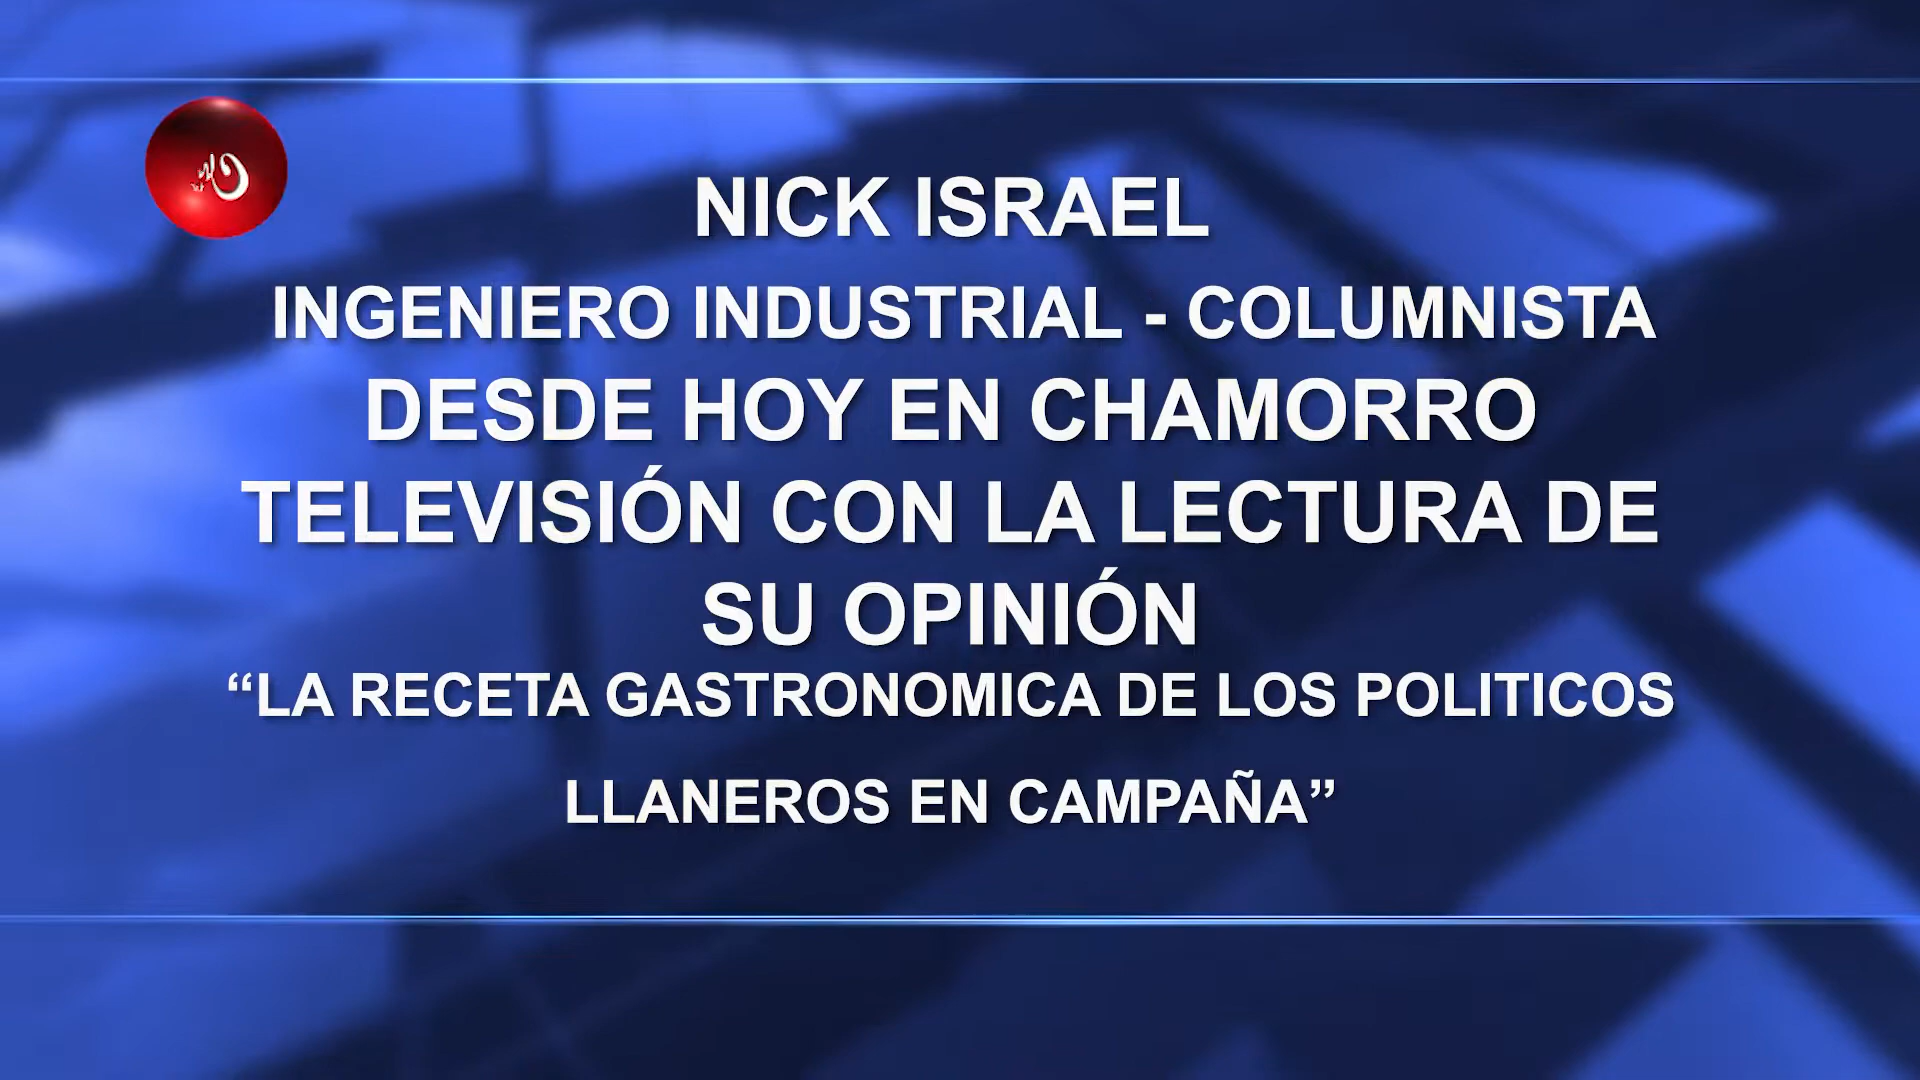 NICK ISRAEL
INGENIERO INDUSTRIAL - COLUMNISTA
DESDE HOY EN CHAMORRO
TELEVISIÓN CON LA LECTURA DE
SU OPINIÓN
“LA RECETA GASTRONOMICA DE LOS POLITICOS
LLANEROS EN CAMPAÑA”